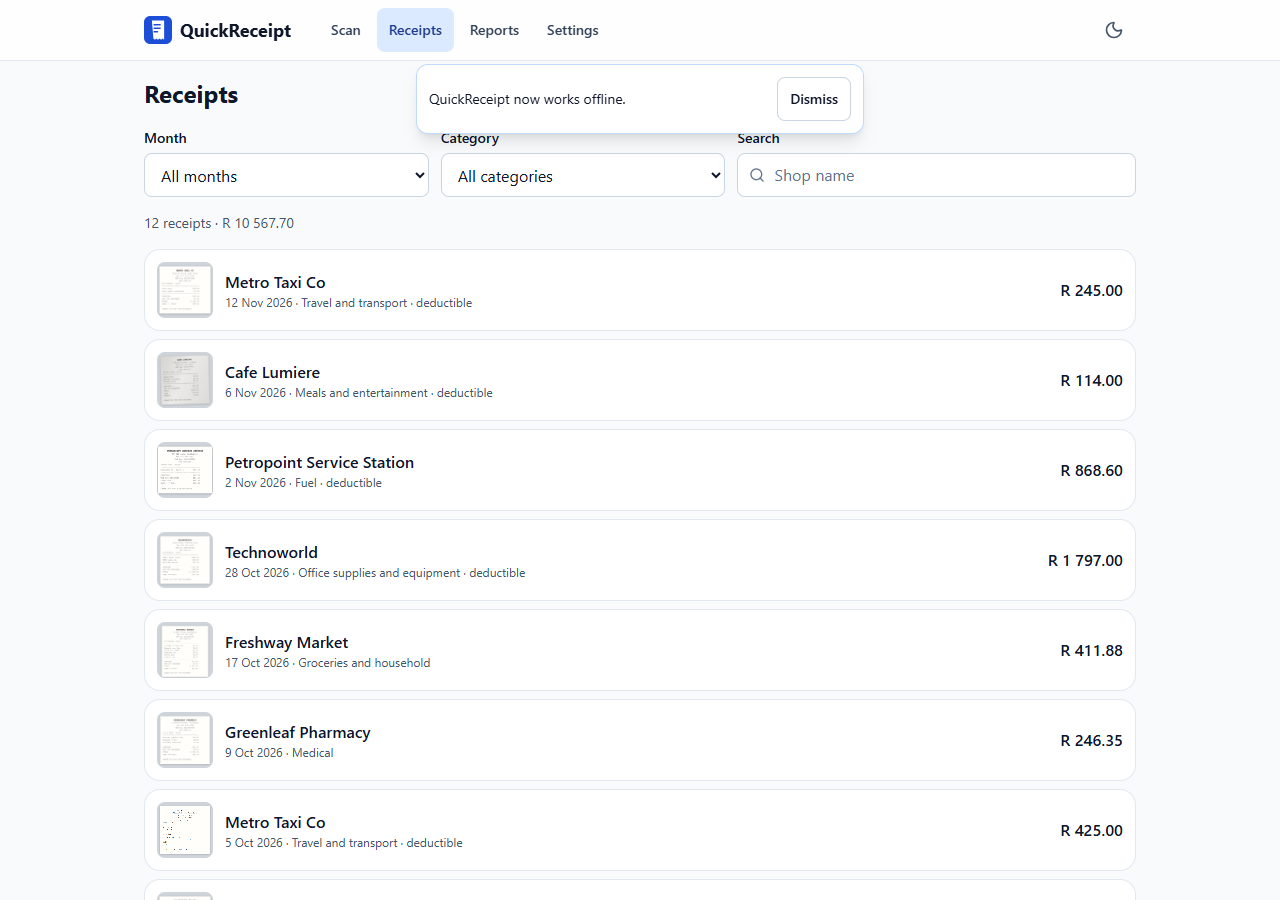 QuickReceipt
Scan
Receipts
Reports
Settings
QuickReceipt now works offline.
Dismiss
Receipts
Month
Category
Search
All months
All categories
Shop name
12 receipts · R 10 567.70
Metro Taxi Co
12 Nov 2026 · Travel and transport · deductible
R 245.00
Cafe Lumiere
6 Nov 2026 · Meals and entertainment · deductible
R 114.00
Petropoint Service Station
2 Nov 2026 · Fuel · deductible
R 868.60
Technoworld
28 Oct 2026 · Office supplies and equipment · deductible
R 1 797.00
Freshway Market
17 Oct 2026 · Groceries and household
R 411.88
Greenleaf Pharmacy
9 Oct 2026 · Medical
R 246.35
Metro Taxi Co
5 Oct 2026 · Travel and transport · deductible
R 425.00